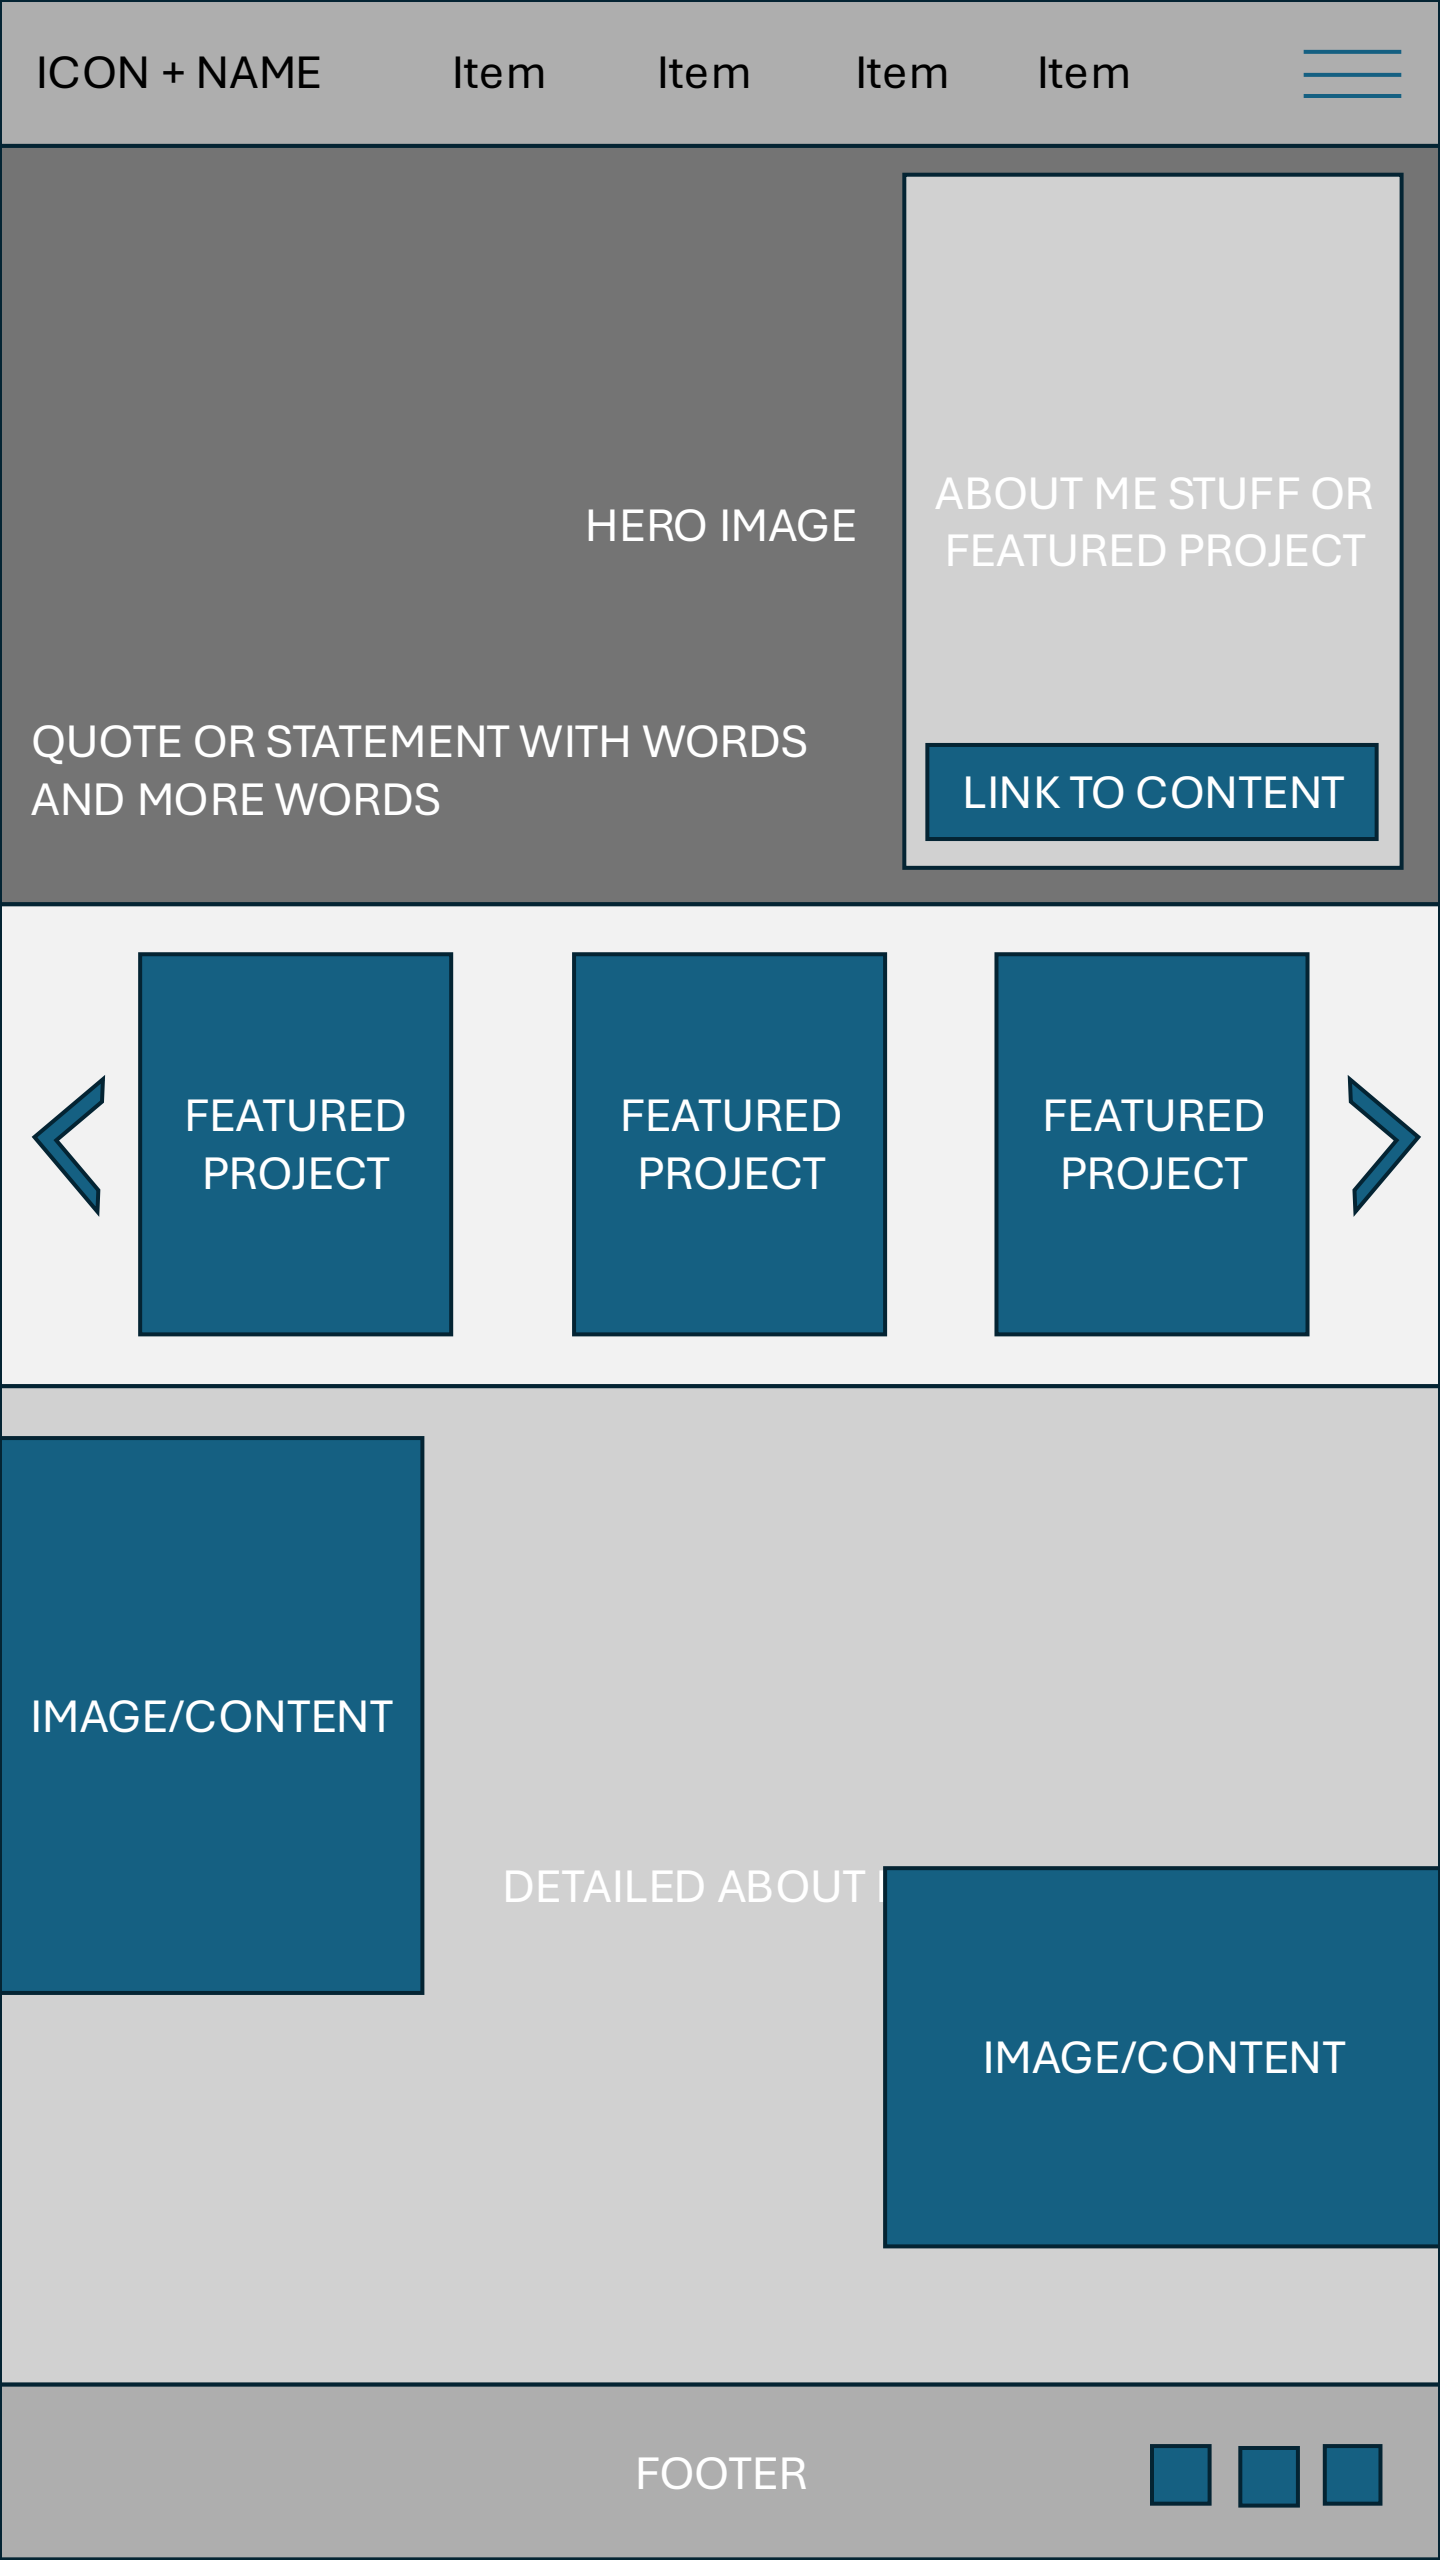 ICON + NAME Item Item Item Item
HERO IMAGE
QUOTE OR STATEMENT WITH WORDS
AND MORE WORDS
ABOUT ME STUFF OR
FEATURED PROJECT
LINK TO CONTENT
FEATURED
PROJECT
FEATURED
PROJECT
FEATURED
PROJECT
IMAGE/CONTENT
DETAILED ABOUT
IMAGE/CONTENT
FOOTER